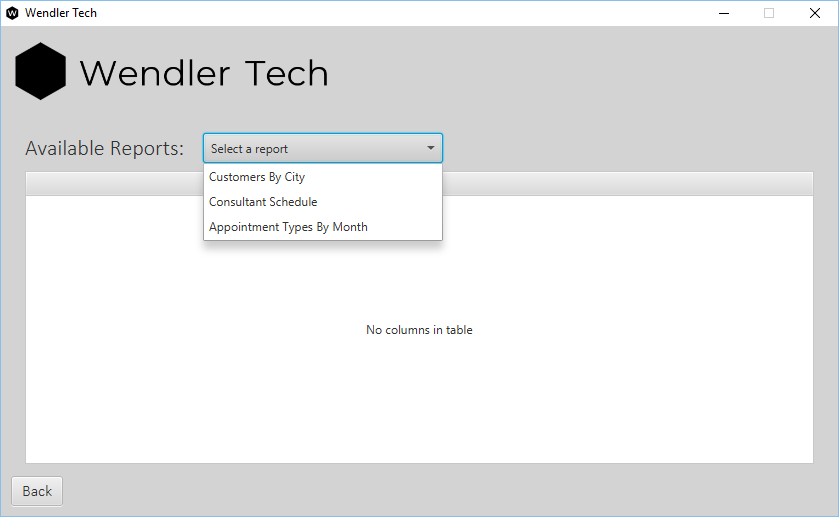 Wendler Tech
Wendler Tech
Available Reports: Select a report
Customers By City
Consultant Schedule
Appointment Types By Month
No columns in table
Back